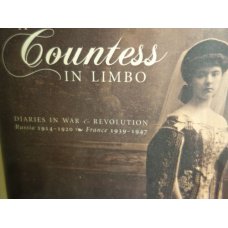 Countess
IN LIMBO
DIARIES IN WAR & REVOLUTION
Russia 1914-1920 ❧ France 1939-1947